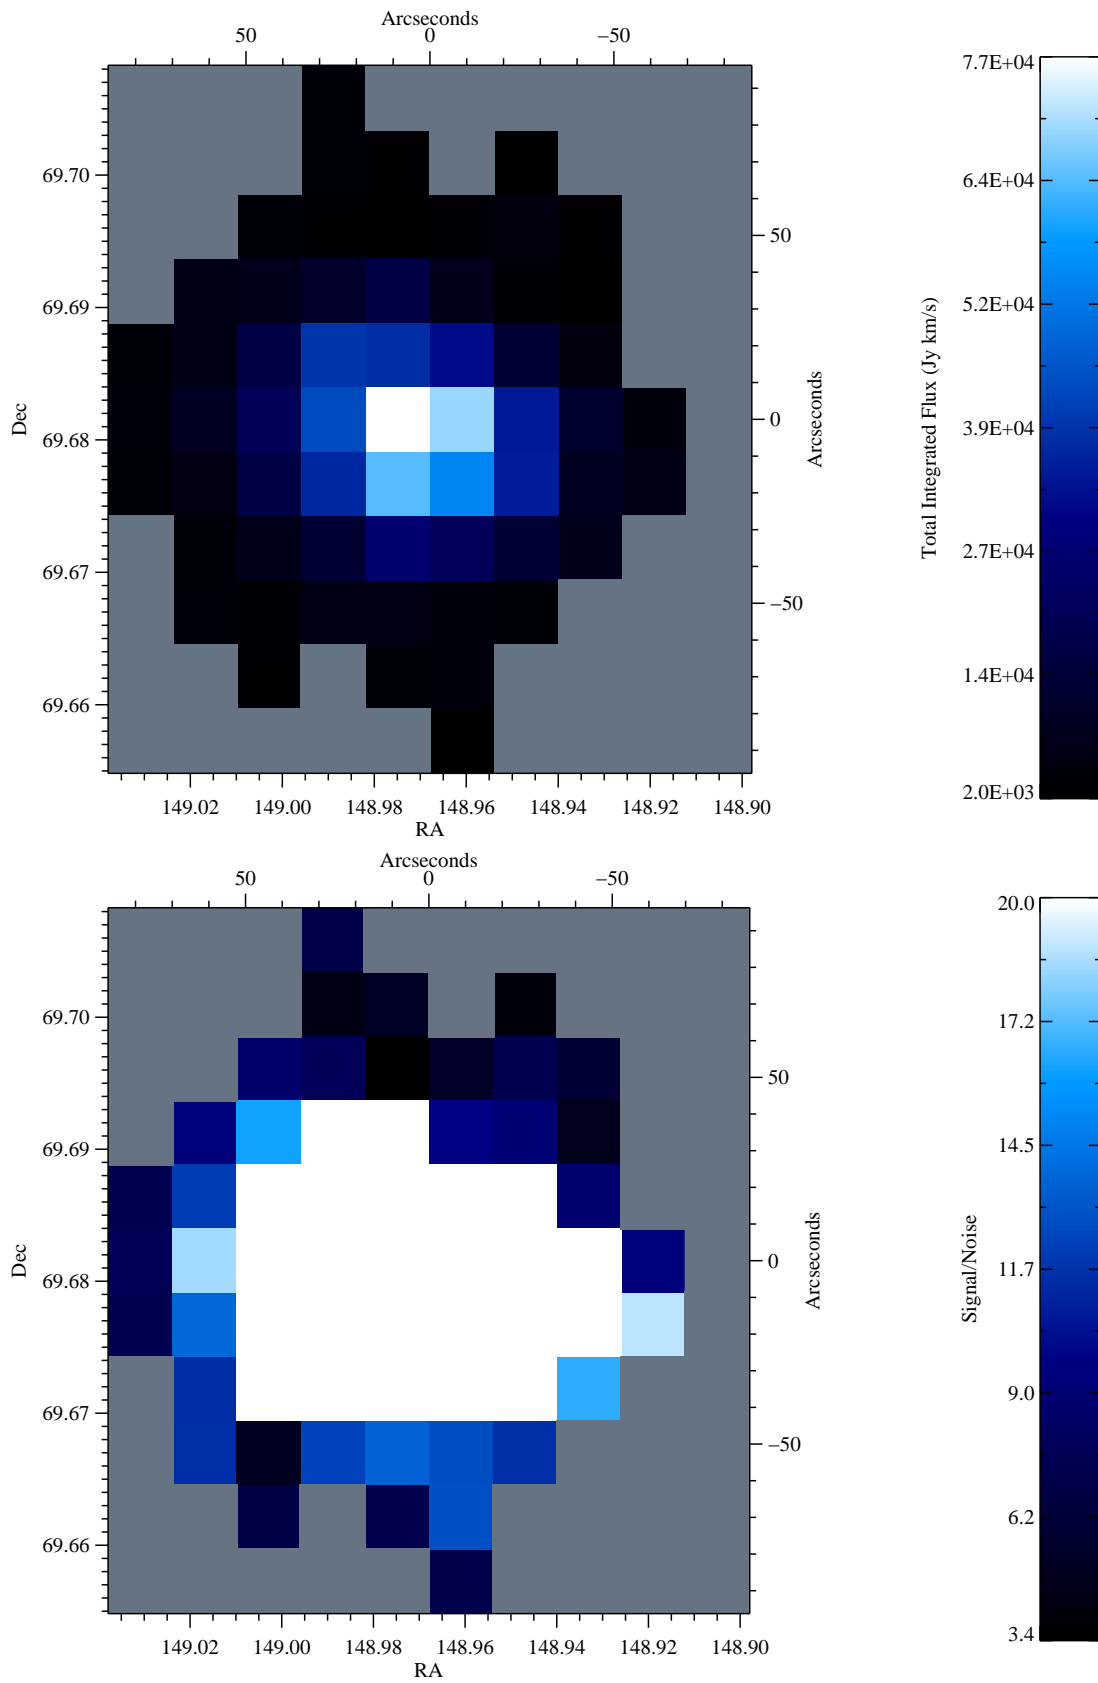 Arcseconds
50 0 −50
69.70
69.69
69.68
69.67
69.66
Dec
50
0
−50
Arcseconds
149.02 149.00 148.98 148.96 148.94 148.92 148.90
RA
Total Integrated Flux (Jy km/s)
7.7E+04
6.4E+04
5.2E+04
3.9E+04
2.7E+04
1.4E+04
2.0E+03
Arcseconds
50 0 −50
69.70
69.69
69.68
69.67
69.66
Dec
50
0
−50
Arcseconds
149.02 149.00 148.98 148.96 148.94 148.92 148.90
RA
Signal/Noise
20.0
17.2
14.5
11.7
9.0
6.2
3.4